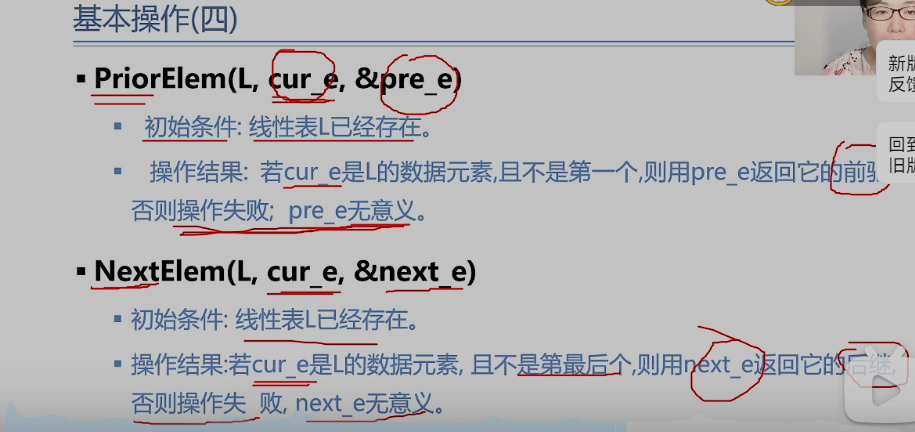 基本操作(四)
▪ PriorElem(L, cur_e, &pre_e)
▪ 初始条件: 线性表L已经存在。
▪ 操作结果: 若cur_e是L的数据元素,且不是第一个,则用pre_e返回它的前
否则操作失败; pre_e无意义。
▪ NextElem(L, cur_e, &next_e)
▪ 初始条件: 线性表L已经存在。
▪ 操作结果:若cur_e是L的数据元素, 且不是第最后个,则用next_e返回它的后继,
否则操作失 败, next_e无意义。
新版
反馈
回到
旧版